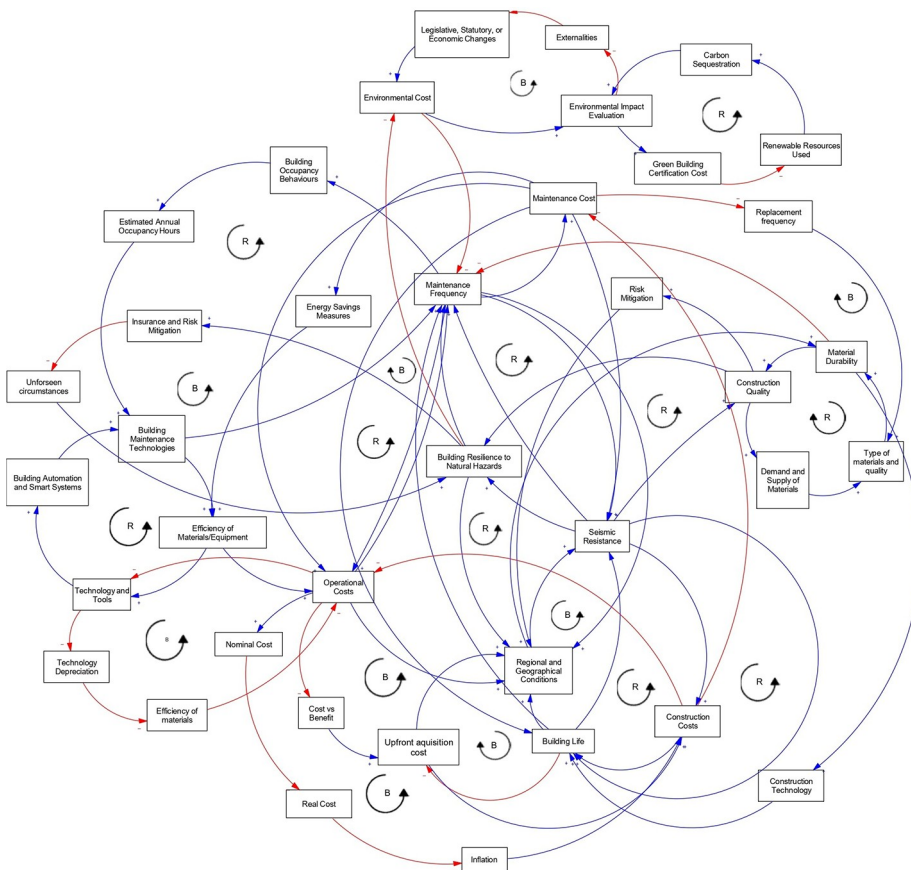 Legislative, Statutory, or
Economic Changes
Externalities
Carbon
Sequestration
B
Environmental Cost
Environmental Impact
Evaluation
R
Renewable Resources
Used
Green Building
Certification Cost
Building
Occupancy
Behaviours
Maintenance Cost
Replacement
frequency
Estimated Annual
Occupancy Hours
R
Maintenance
Frequency
Risk
Mitigation
B
Energy Savings
Measures
Insurance and Risk
Mitigation
Material
Durability
R
B
Unforseen
circumstances
B
Construction
Quality
R
R
Building
Maintenance
Technologies
R
Building Resilience to
Natural Hazards
Type of
materials and
quality
Demand and
Supply of
Materials
Building Automation
and Smart Systems
R
Efficiency of
Materials/Equipment
R
Seismic
Resistance
Technology and
Tools
Operational
Costs
B
B
Nominal Cost
Technology
Depreciation
Regional and
Geographical
Conditions
B
R
R
Efficiency of
materials
Cost vs
Benefit
Construction
Costs
Upfront aquisition
cost
B
Building Life
Construction
Technology
B
Real Cost
Inflation